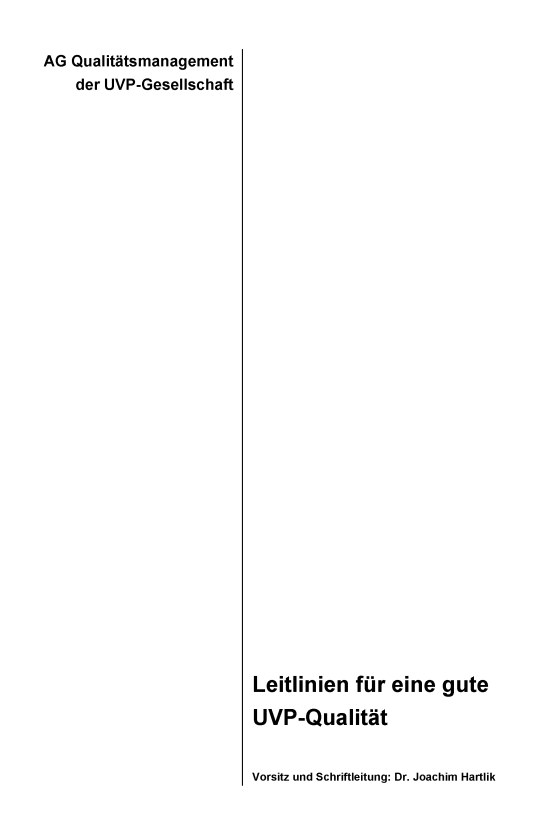 AG Qualitätsmanagement
der UVP-Gesellschaft
Leitlinien für eine gute
UVP-Qualität
Vorsitz und Schriftleitung: Dr. Joachim Hartlik